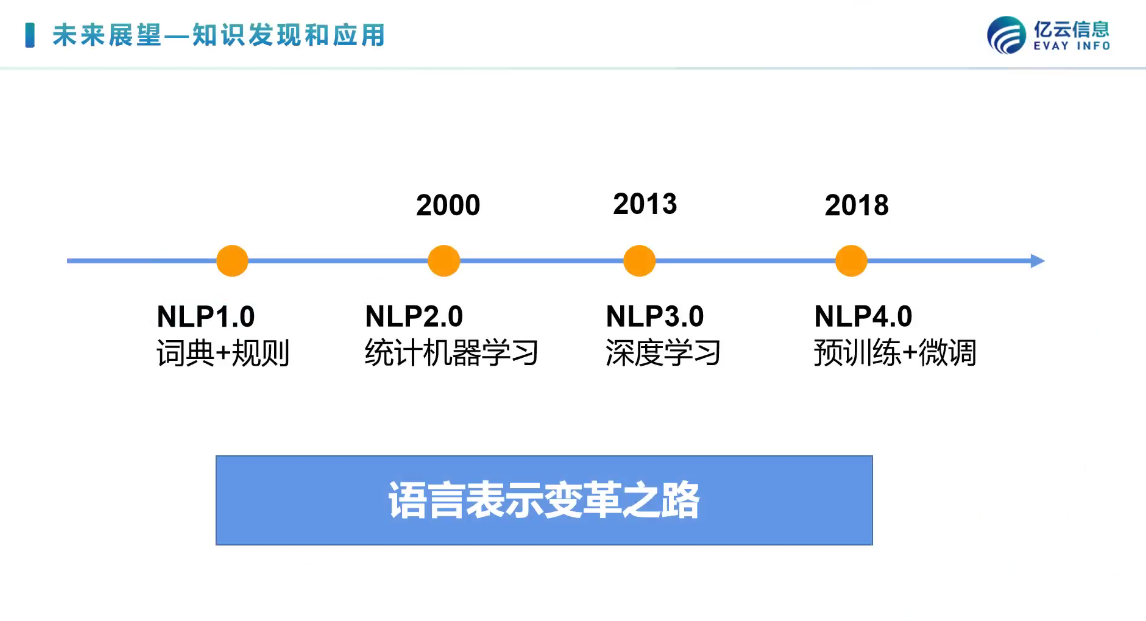 未来展望—知识发现和应用
亿云信息
EVAY INFO
2000
2013
2018
NLP1.0
词典+规则
NLP2.0
统计机器学习
NLP3.0
深度学习
NLP4.0
预训练+微调
语言表示变革之路